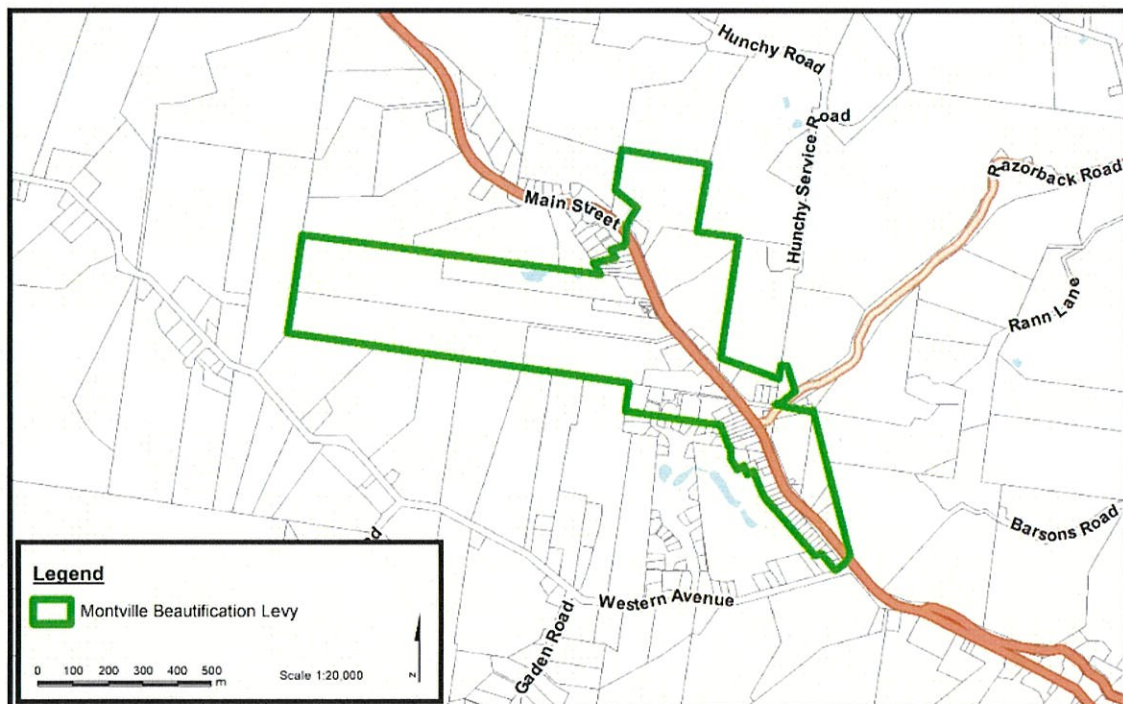 Hunchy Road
Hunchy Service Road
Razorback Road
Main Street
Rann Lane
Barsons Road
Western Avenue
Gaden Road
Legend
Montville Beautification Levy
0 100 200 300 400 500
m
Scale 1:20,000
N